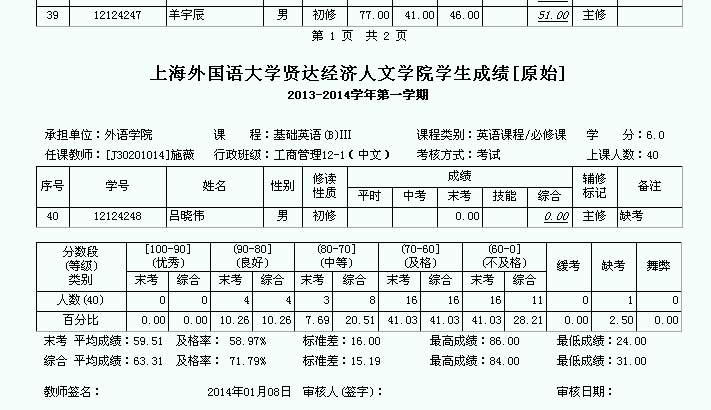 39 12124247 羊宇辰 男 初修 77.00 41.00 46.00 51.00 主修
第 1 页 共 2 页
上海外国语大学贤达经济人文学院学生成绩[原始]
2013-2014学年第一学期
承担单位：外语学院 课 程：基础英语(B)III 课程类别：英语课程/必修课 学 分：6.0
任课教师：[J30201014]施薇 行政班级：工商管理12-1（中文） 考核方式：考试 上课人数：40
序号 学号 姓名 性别 修读性质 成绩 辅修标记 备注
平时 中考 末考 技能 综合
40 12124248 吕晓伟 男 初修 0.00 0.00 主修 缺考
分数段(等级)类别 [100-90](优秀) (90-80](良好) (80-70](中等) (70-60](及格) (60-0](不及格) 缓考 缺考 舞弊
末考 综合 末考 综合 末考 综合 末考 综合 末考 综合
人数(40) 0 0 4 4 3 8 16 16 16 11 0 1 0
百分比 0.00 0.00 10.26 10.26 7.69 20.51 41.03 41.03 41.03 28.21 0.00 2.50 0.00
末考 平均成绩：59.51 及格率： 58.97% 标准差：16.00 最高成绩：86.00 最低成绩：24.00
综合 平均成绩：63.31 及格率： 71.79% 标准差：15.19 最高成绩：84.00 最低成绩：31.00
教师签名： 2014年01月08日 审核人(签字)： 审核日期：